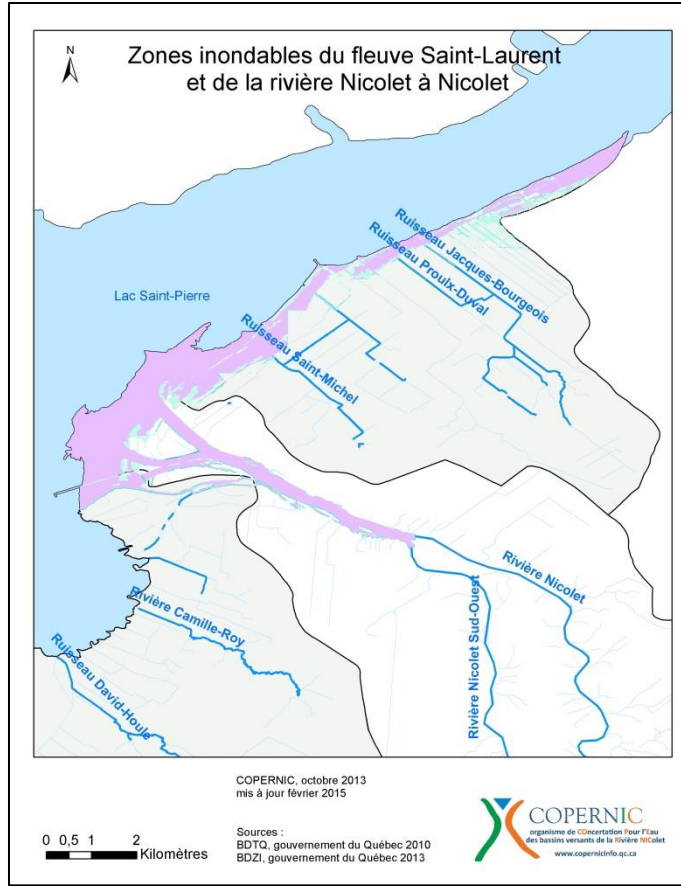 N
Zones inondables du fleuve Saint-Laurent
et de la rivière Nicolet à Nicolet
Lac Saint-Pierre
Ruisseau Jacques-Bourgeois
Ruisseau Prouix-Duval
Ruisseau Saint-Michel
Rivière Nicolet
Rivière Nicolet Sud-Ouest
Rivière Camille-Roy
Ruisseau David-Houle
COPERNIC, octobre 2013
mis à jour février 2015
Sources :
BDTQ, gouvernement du Québec 2010
BDZI, gouvernement du Québec 2013
0 0,5 1 2
Kilomètres
COPERNIC
organisme de COncertation Pour l'Eau
des bassins versants de la Rivière NIColet
www.copernicinfo.qc.ca